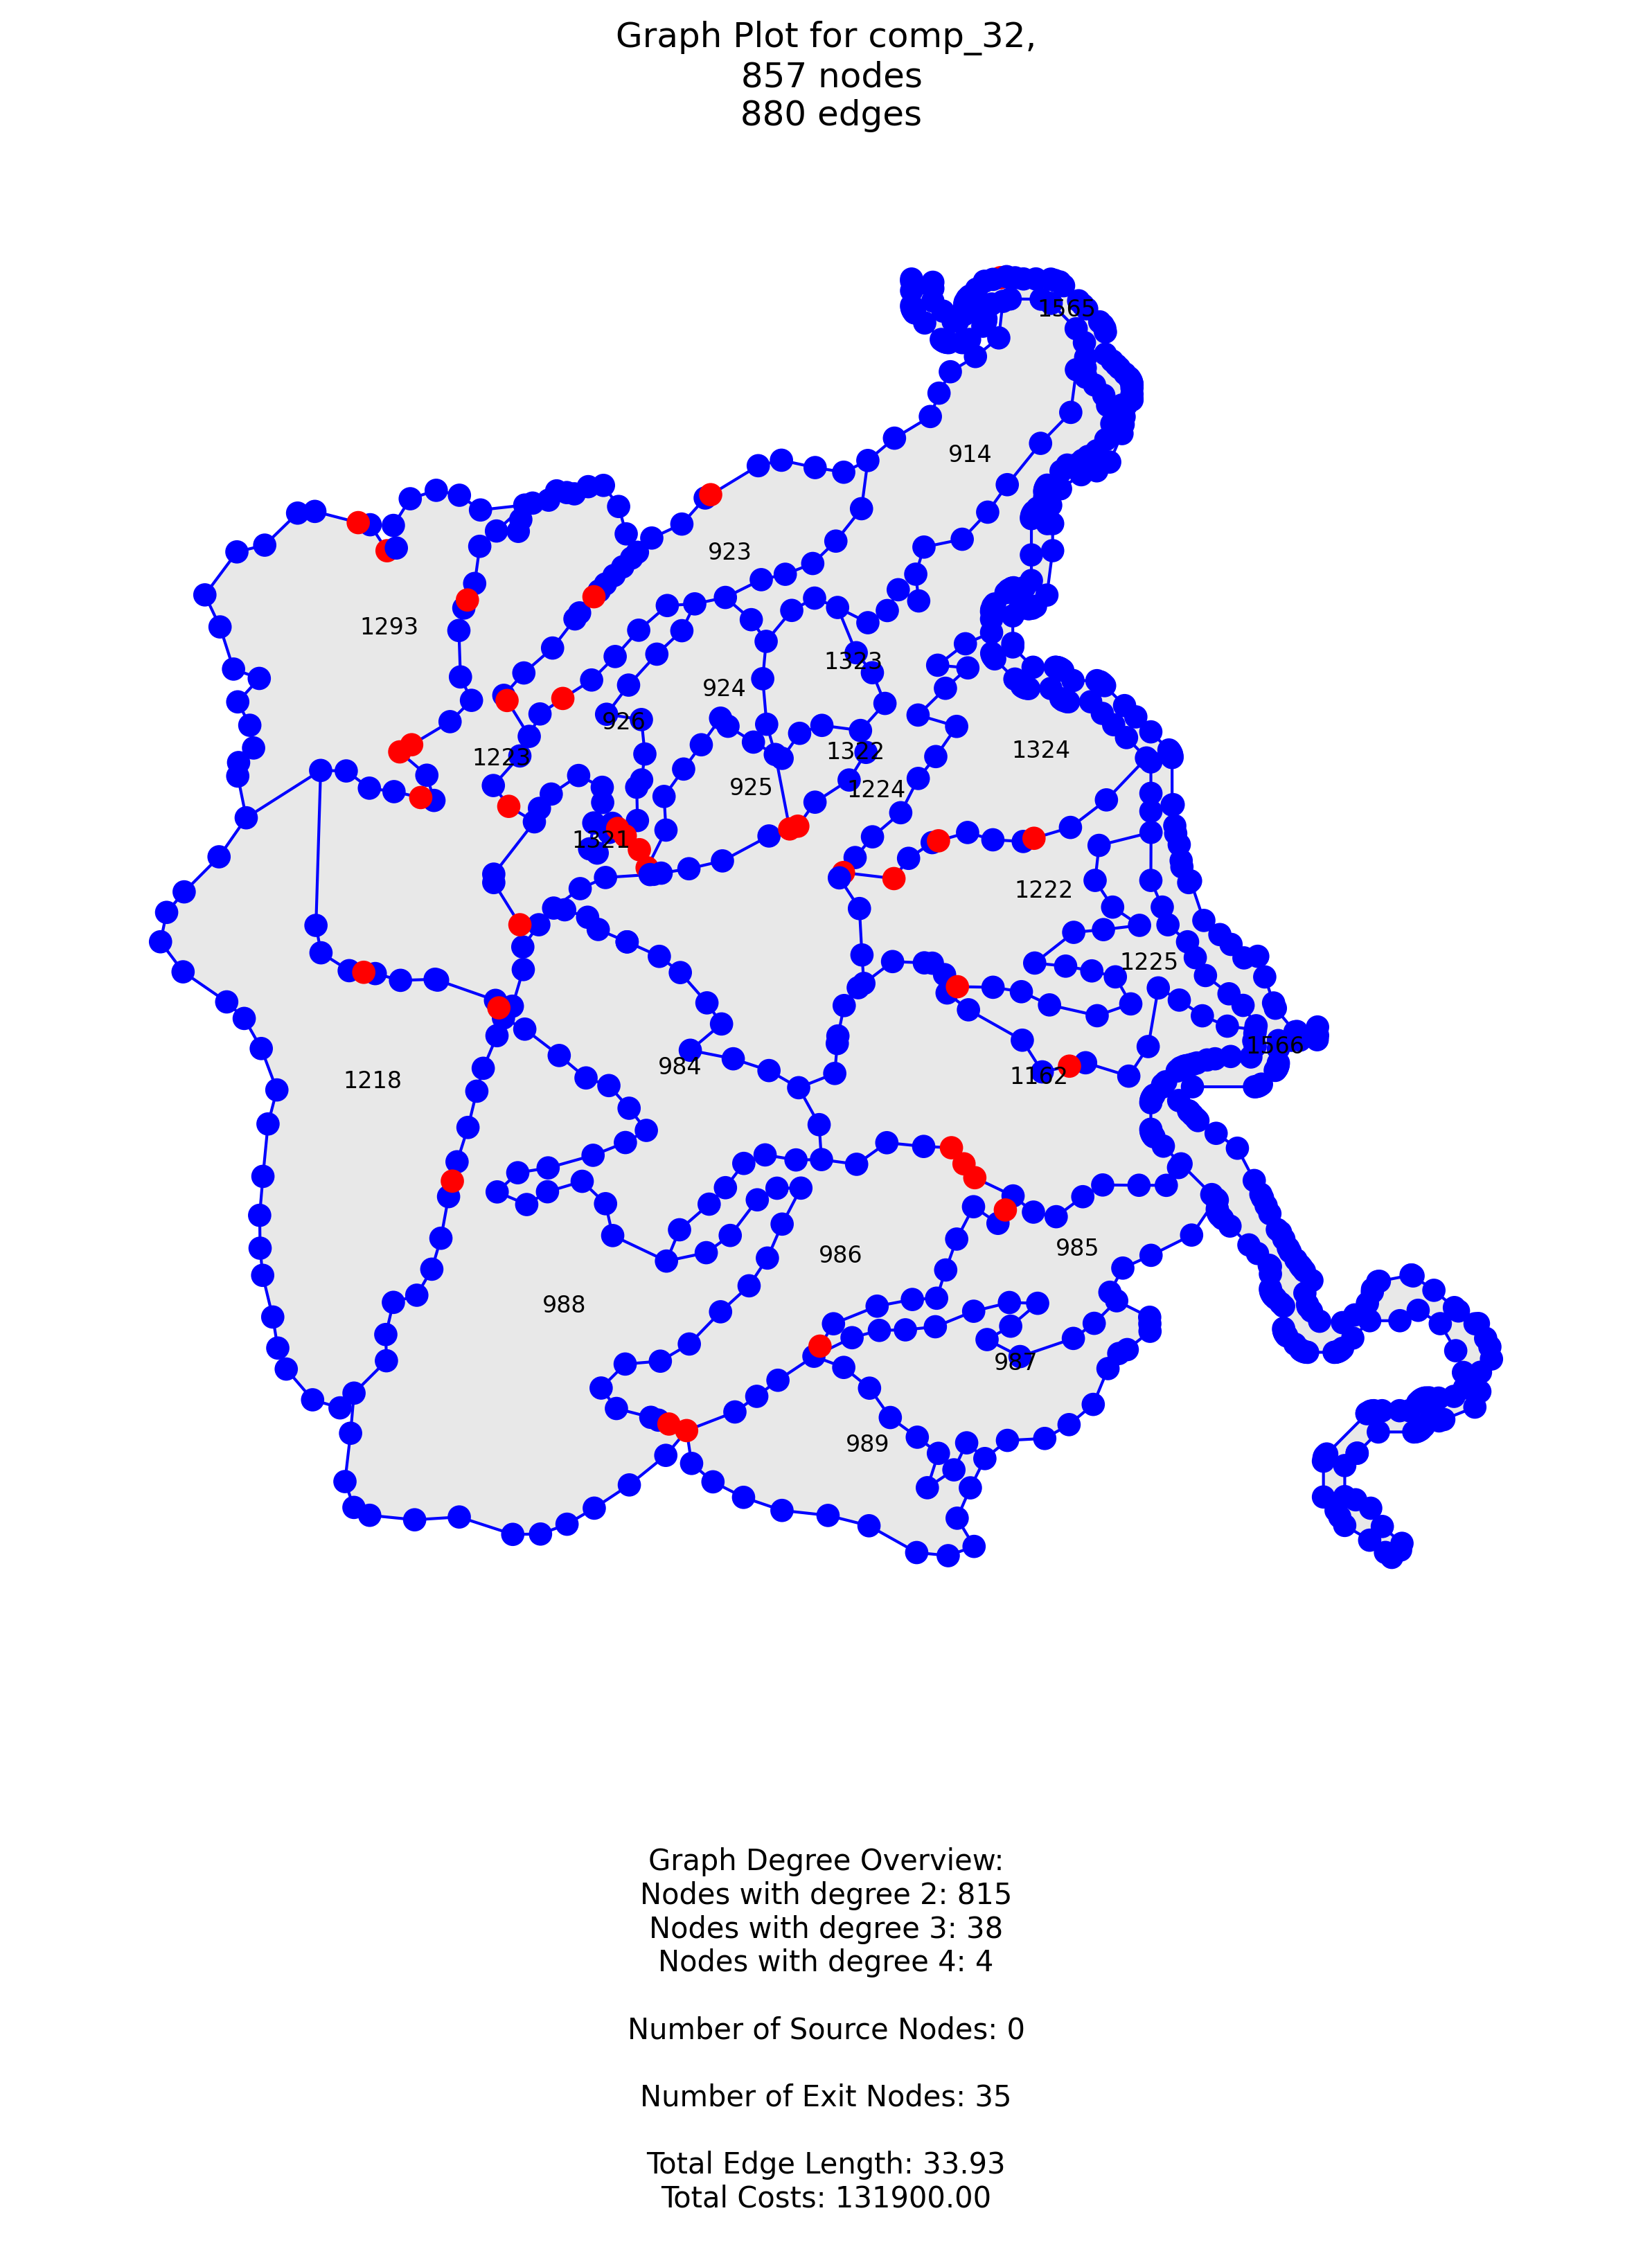 Graph Plot for comp_32,
857 nodes
880 edges
1565
914
923
1293
1323
924
926
1322
1324
1223
925
1224
1321
1222
1225
1566
984
1162
1218
985
986
988
987
989
Graph Degree Overview:
Nodes with degree 2: 815
Nodes with degree 3: 38
Nodes with degree 4: 4
Number of Source Nodes: 0
Number of Exit Nodes: 35
Total Edge Length: 33.93
Total Costs: 131900.00